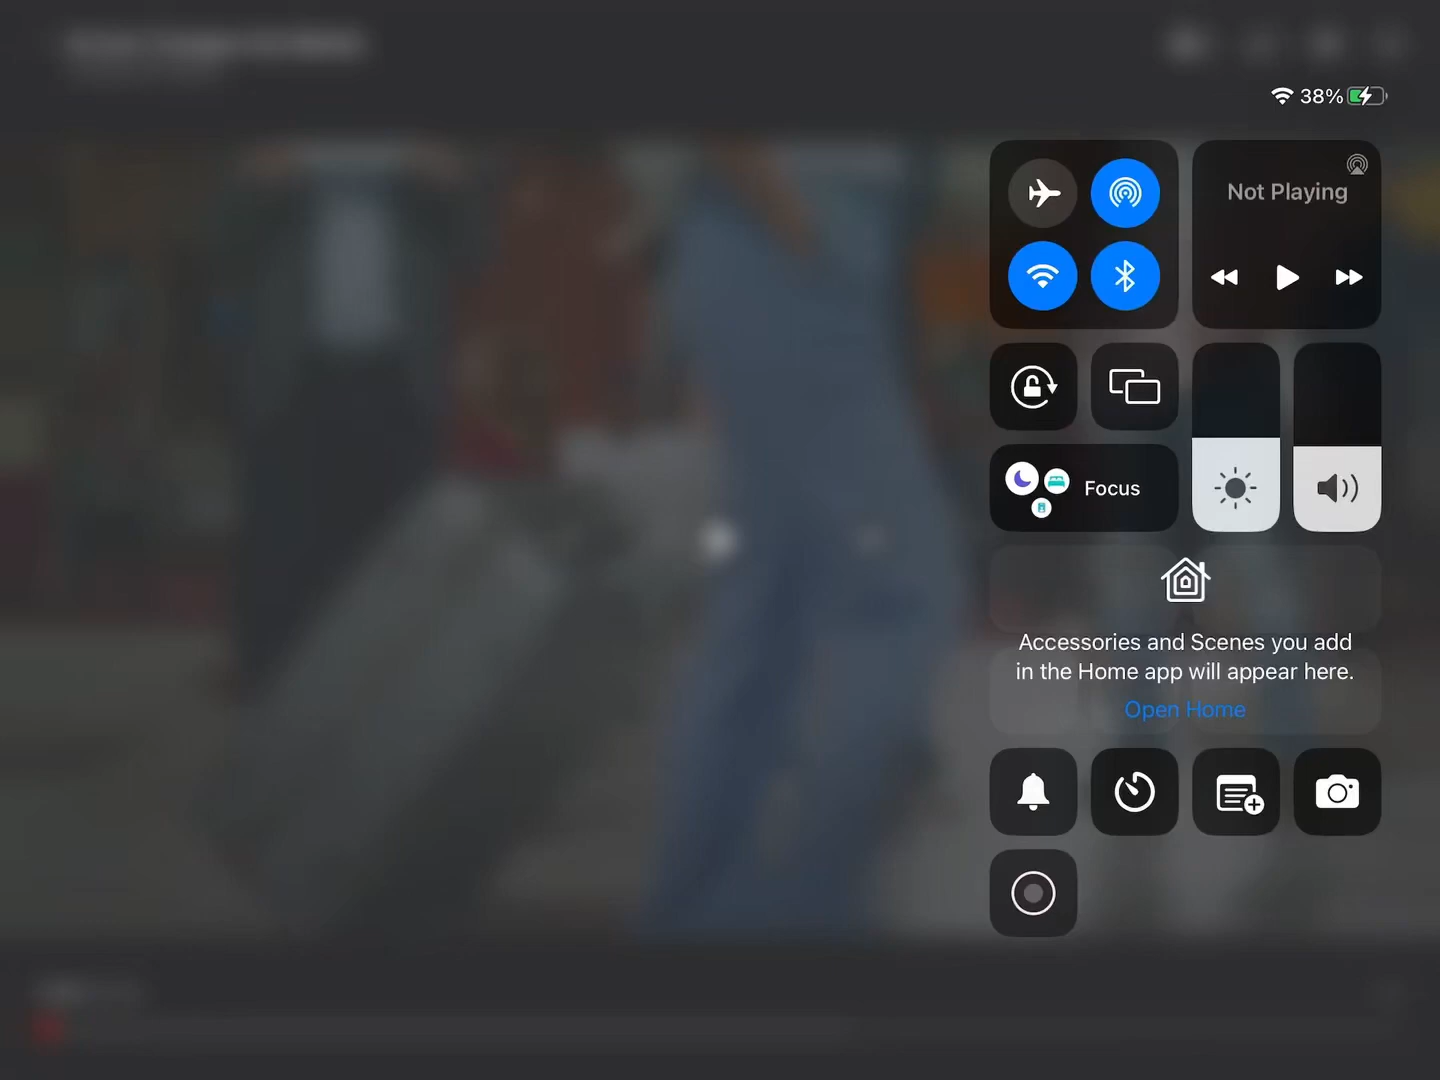 38%
Not Playing
Focus
Accessories and Scenes you add
in the Home app will appear here.
Open Home